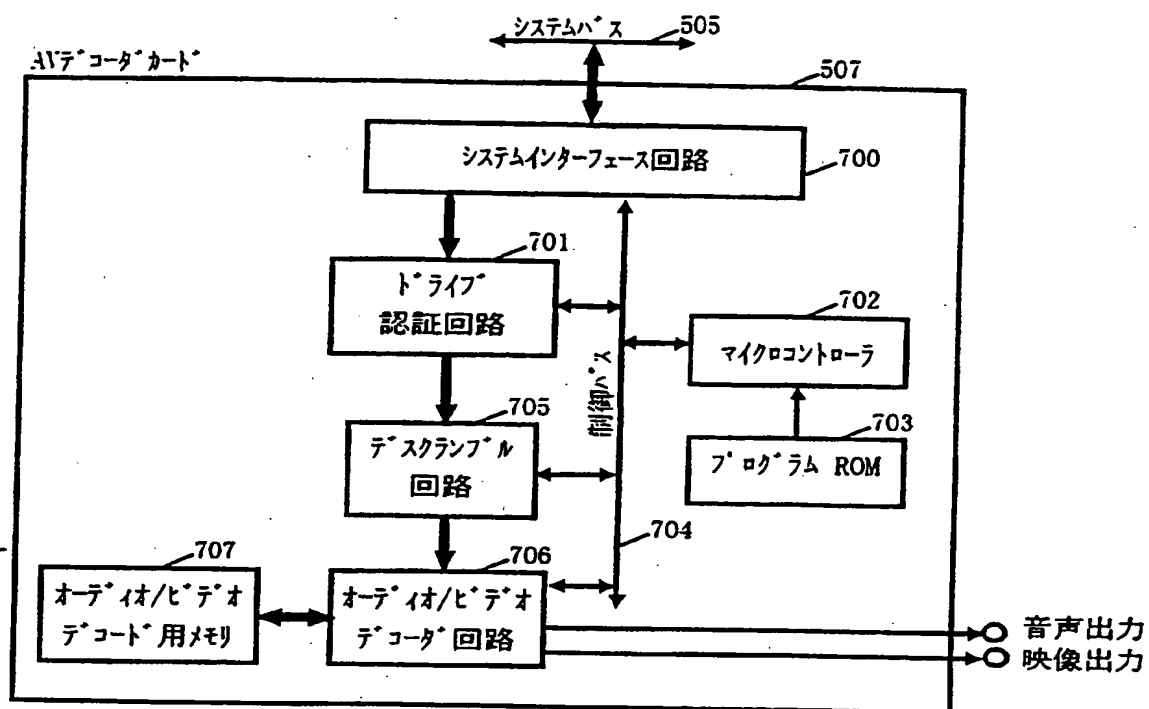 システムバス
505
AVデコーダカード
507
システムインターフェース回路
700
701
ドライブ
認証回路
702
マイクロコントローラ
制御バス
705
デスクランブル
回路
703
プログラム ROM
704
707
オーディオ/ビデオ
デコード用メモリ
706
オーディオ/ビデオ
デコーダ回路
音声出力
映像出力